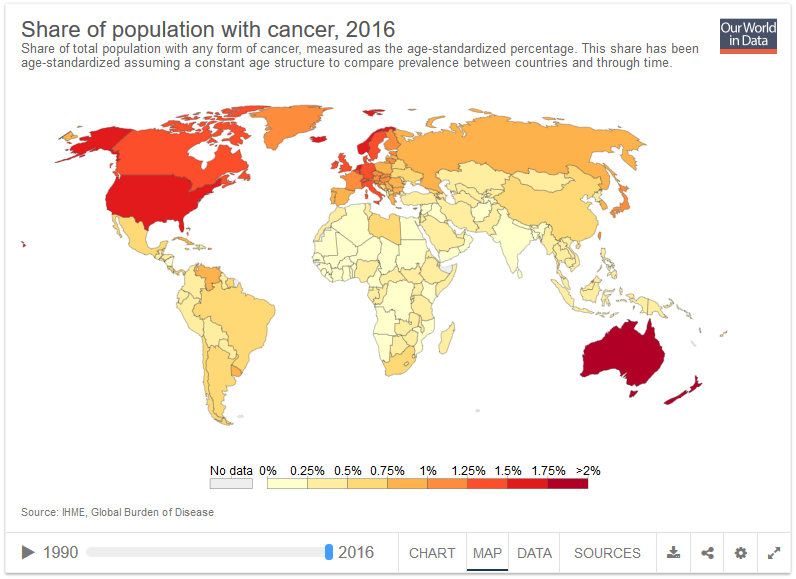 Share of population with cancer, 2016
Our World
in Data
Share of total population with any form of cancer, measured as the age-standardized percentage. This share has been
age-standardized assuming a constant age structure to compare prevalence between countries and through time.
No data 0% 0.25% 0.5% 0.75% 1% 1.25% 1.5% 1.75% >2%
Source: IHME, Global Burden of Disease
1990 2016 CHART MAP DATA SOURCES